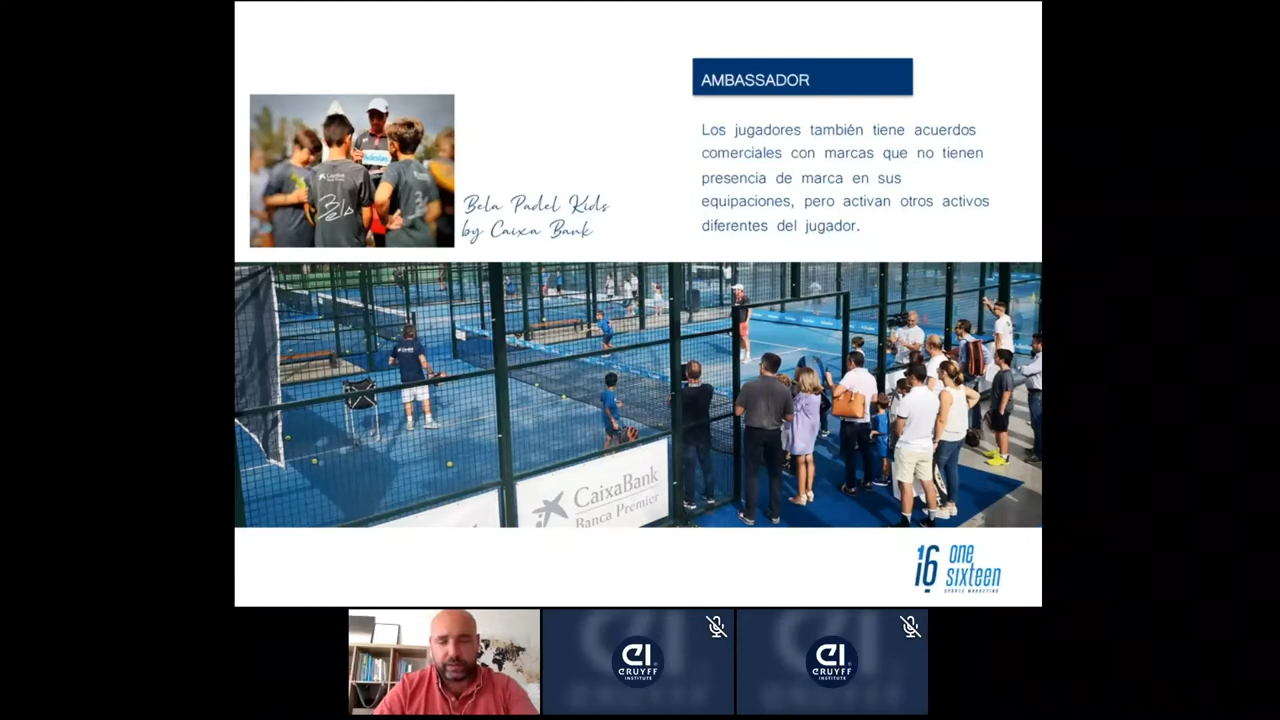 AMBASSADOR
Los jugadores también tiene acuerdos
comerciales con marcas que no tienen
presencia de marca en sus
equipaciones, pero activan otros activos
diferentes del jugador.
Bela Padel Kids
by Caixa Bank
Bela
CaixaBank
Banca Premier
16 one
sixteen
SPORTS MARKETING
CRUYFF
INSTITUTE
CRUYFF
INSTITUTE